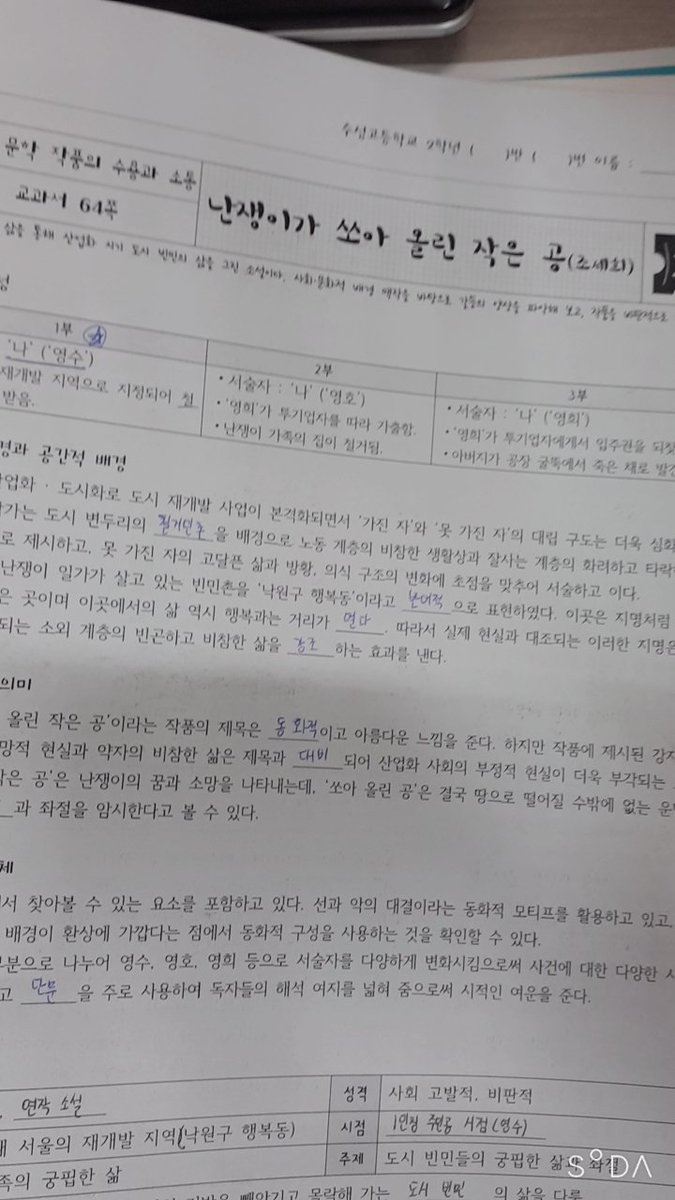 수성고등학교 2학년 ( )반 ( )번 이름 :
문학 작품의 수용과 소통
교과서 64쪽
난쟁이가 쏘아 올린 작은 공(조세희)
삶을 통해 산업화 시기 도시 빈민의 삶을 그린 소설이다. 사회·문화적 배경 맥락을 바탕으로 갈등의 양상을 파악해 보고, 작품을 비판적으로
1부
'나' ('영수')
재개발 지역으로 지정되어 철
받음.
2부
• 서술자 : '나' ('영호')
• '영희'가 투기업자를 따라 가출함.
• 난쟁이 가족의 집이 철거됨.
3부
• 서술자 : '나' ('영희')
• '영희'가 투기업자에게서 입주권을 되찾
• 아버지가 공장 굴뚝에서 죽은 채로 발견
경과 공간적 배경
산업화 · 도시화로 도시 재개발 사업이 본격화되면서 '가진 자'와 '못 가진 자'의 대립 구도는 더욱 심화
작가는 도시 변두리의 을 배경으로 노동 계층의 비참한 생활상과 잘사는 계층의 화려하고 타락
로 제시하고, 못 가진 자의 고달픈 삶과 방황, 의식 구조의 변화에 초점을 맞추어 서술하고 이다.
난쟁이 일가가 살고 있는 빈민촌을 '낙원구 행복동'이라고 으로 표현하였다. 이곳은 지명처럼
은 곳이며 이곳에서의 삶 역시 행복과는 거리가 멀다. 따라서 실제 현실과 대조되는 이러한 지명은
되는 소외 계층의 빈곤하고 비참한 삶을 강조 하는 효과를 낸다.
의미
올린 작은 공'이라는 작품의 제목은 동화적이고 아름다운 느낌을 준다. 하지만 작품에 제시된 강자
망적 현실과 약자의 비참한 삶은 제목과 대비 되어 산업화 사회의 부정적 현실이 더욱 부각되는
작은 공'은 난쟁이의 꿈과 소망을 나타내는데, '쏘아 올린 공'은 결국 땅으로 떨어질 수밖에 없는 운
과 좌절을 암시한다고 볼 수 있다.
체
서 찾아볼 수 있는 요소를 포함하고 있다. 선과 악의 대결이라는 동화적 모티프를 활용하고 있고,
배경이 환상에 가깝다는 점에서 동화적 구성을 사용하는 것을 확인할 수 있다.
부분으로 나누어 영수, 영호, 영희 등으로 서술자를 다양하게 변화시킴으로써 사건에 대한 다양한 시
고 단문 을 주로 사용하여 독자들의 해석 여지를 넓혀 줌으로써 시적인 여운을 준다.
연작 소설
성격 사회 고발적, 비판적
서울의 재개발 지역(낙원구 행복동)
시점 1인칭 주인공 시점(영수)
족의 궁핍한 삶
주제 도시 빈민들의 궁핍한 삶과 좌절
기반을 빼앗기고 몰락해 가는 도시 빈민 의 삶을 다룬
SODA